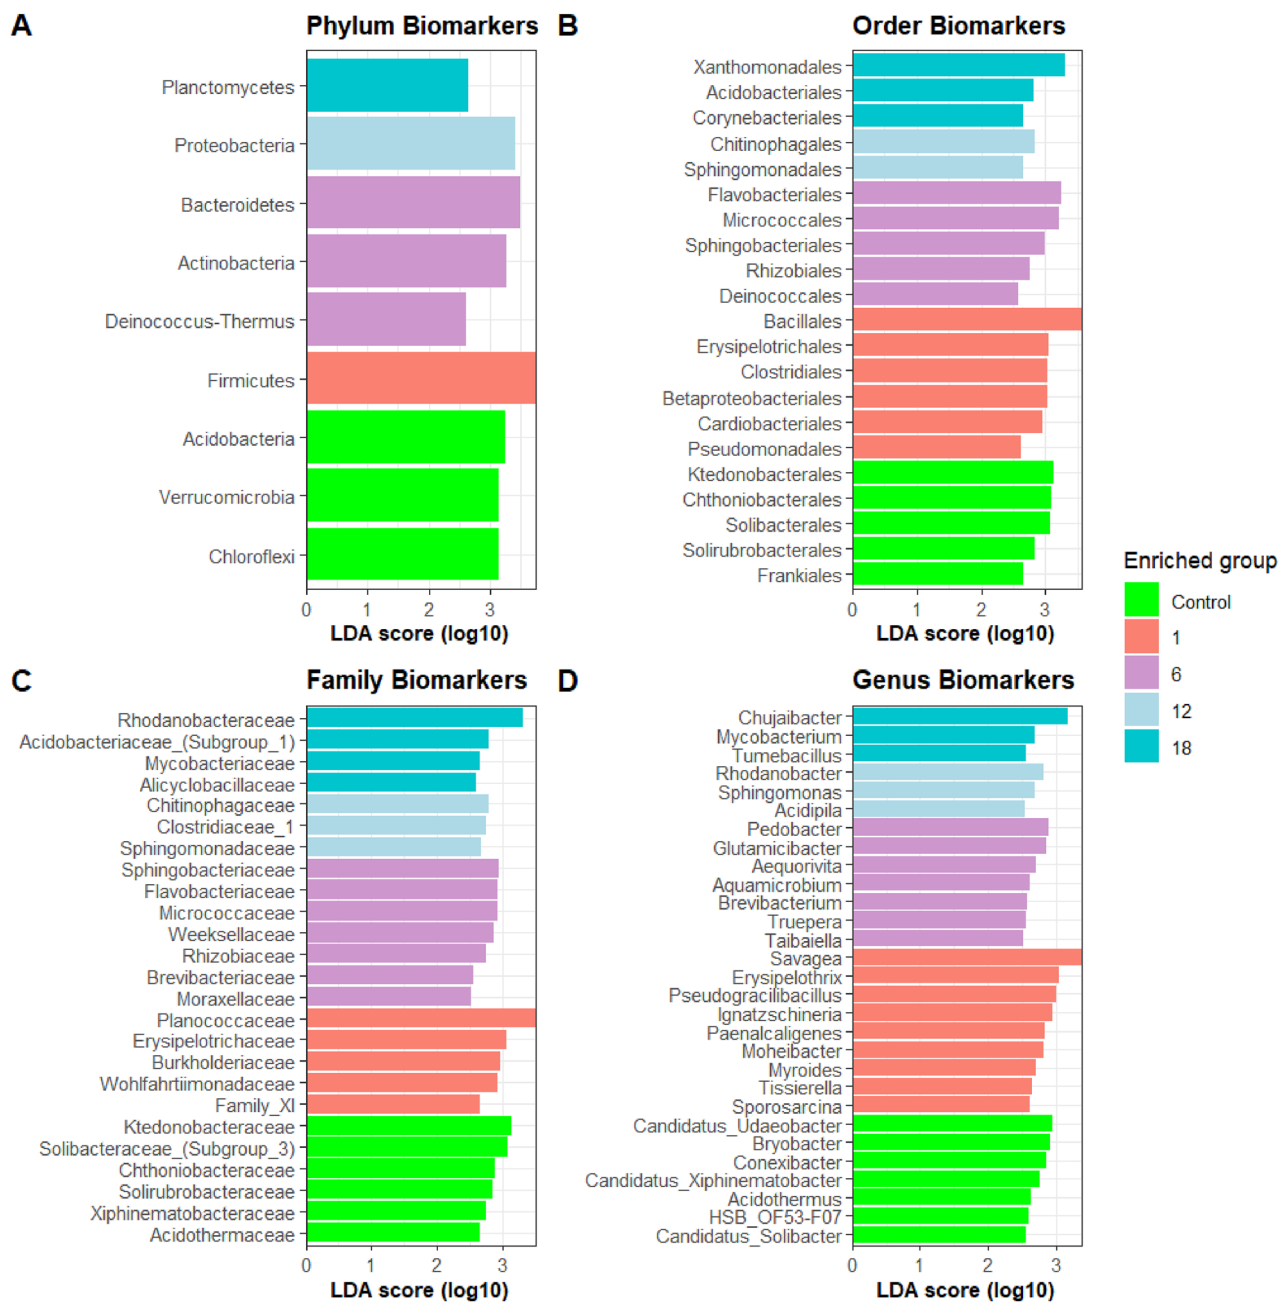 A
Phylum Biomarkers
Planctomycetes
Proteobacteria
Bacteroidetes
Actinobacteria
Deinococcus-Thermus
Firmicutes
Acidobacteria
Verrucomicrobia
Chloroflexi
0 1 2 3
LDA score (log10)
B
Order Biomarkers
Xanthomonadales
Acidobacteriales
Corynebacteriales
Chitinophagales
Sphingomonadales
Flavobacteriales
Micrococcales
Sphingobacteriales
Rhizobiales
Deinococcales
Bacillales
Erysipelotrichales
Clostridiales
Betaproteobacteriales
Cardiobacteriales
Pseudomonadales
Ktedonobacterales
Chthoniobacterales
Solibacterales
Solirubrobacterales
Frankiales
0 1 2 3
LDA score (log10)
Enriched group
Control
1
6
12
18
C
Family Biomarkers
Rhodanobacteraceae
Acidobacteriaceae_(Subgroup_1)
Mycobacteriaceae
Alicyclobacillaceae
Chitinophagaceae
Clostridiaceae_1
Sphingomonadaceae
Sphingobacteriaceae
Flavobacteriaceae
Micrococcaceae
Weeksellaceae
Rhizobiaceae
Brevibacteriaceae
Moraxellaceae
Planococcaceae
Erysipelotrichaceae
Burkholderiaceae
Wohlfahrtiimonadaceae
Family_XI
Ktedonobacteraceae
Solibacteraceae_(Subgroup_3)
Chthoniobacteraceae
Solirubrobacteraceae
Xiphinematobacteraceae
Acidothermaceae
0 1 2 3
LDA score (log10)
D
Genus Biomarkers
Chujaibacter
Mycobacterium
Tumebacillus
Rhodanobacter
Sphingomonas
Acidipila
Pedobacter
Glutamicibacter
Aequorivita
Aquamicrobium
Brevibacterium
Truepera
Taibaiella
Savagea
Erysipelothrix
Pseudogracilibacillus
Ignatzschineria
Paenalcaligenes
Moheibacter
Myroides
Tissierella
Sporosarcina
Candidatus_Udaeobacter
Bryobacter
Conexibacter
Candidatus_Xiphinematobacter
Acidothermus
HSB_OF53-F07
Candidatus_Solibacter
0 1 2 3
LDA score (log10)